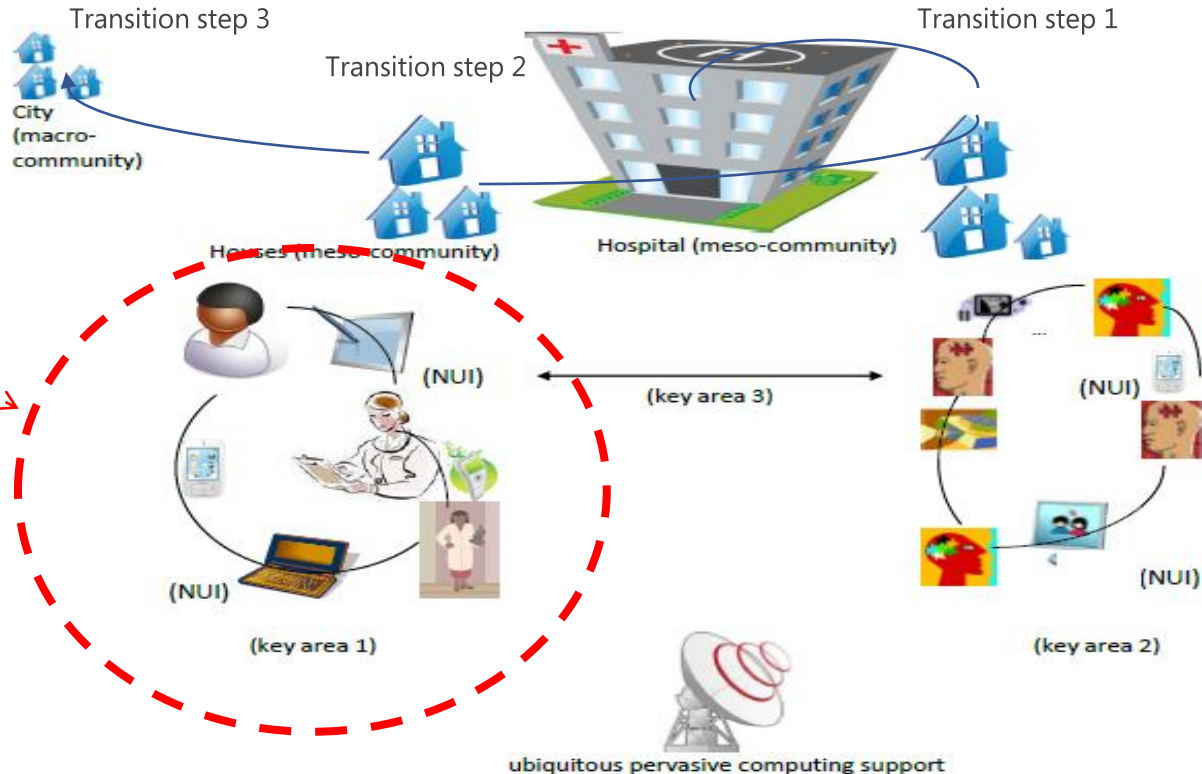 Transition step 3
Transition step 1
Transition step 2
H
City
(macro-
community)
Houses (meso-community)
Hospital (meso-community)
...
(NUI)
(NUI)
(key area 3)
(NUI)
(NUI)
(key area 1)
(key area 2)
ubiquitous pervasive computing support